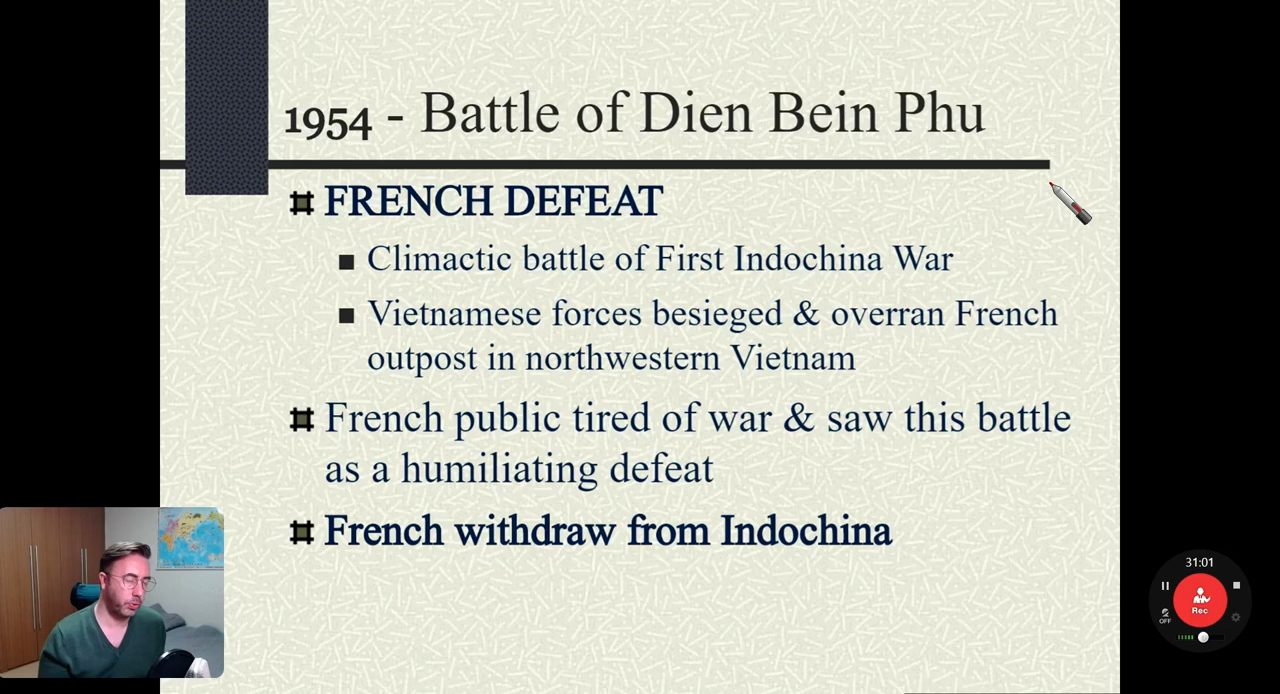 1954 - Battle of Dien Bein Phu
FRENCH DEFEAT
Climactic battle of First Indochina War
Vietnamese forces besieged & overran French
outpost in northwestern Vietnam
French public tired of war & saw this battle
as a humiliating defeat
French withdraw from Indochina
31:01
Rec
OFF